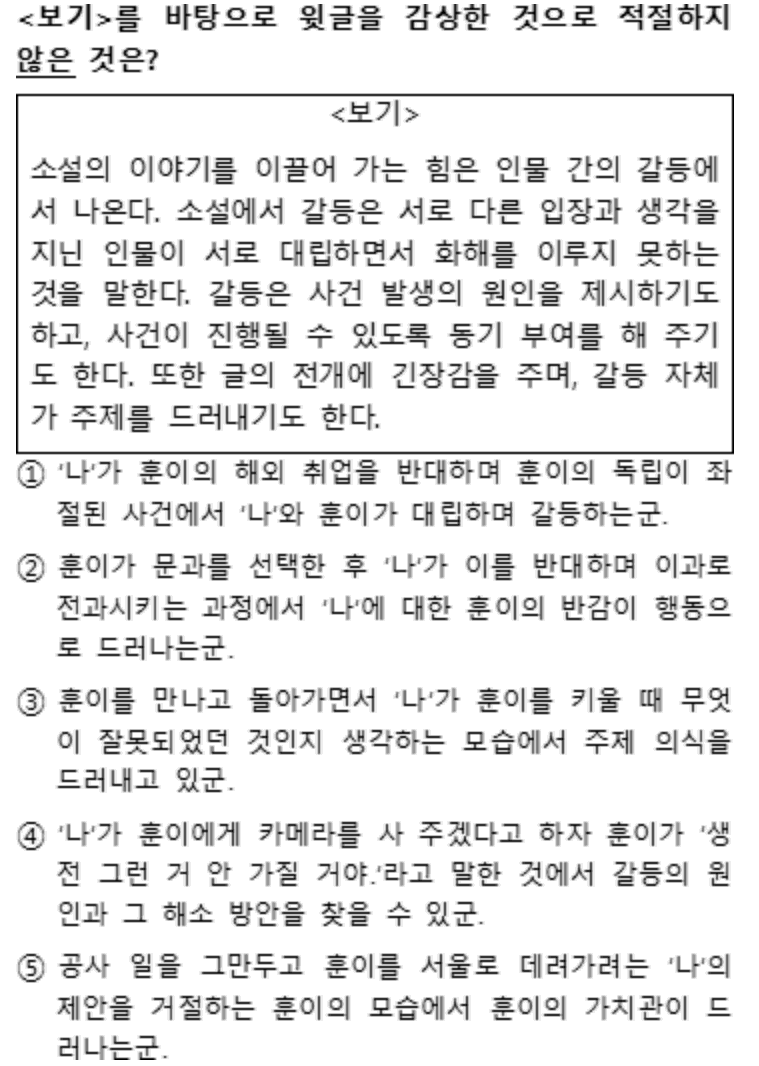 <보기>를 바탕으로 윗글을 감상한 것으로 적절하지
않은 것은?
<보기>
소설의 이야기를 이끌어 가는 힘은 인물 간의 갈등에
서 나온다. 소설에서 갈등은 서로 다른 입장과 생각을
지닌 인물이 서로 대립하면서 화해를 이루지 못하는
것을 말한다. 갈등은 사건 발생의 원인을 제시하기도
하고, 사건이 진행될 수 있도록 동기 부여를 해 주기
도 한다. 또한 글의 전개에 긴장감을 주며, 갈등 자체
가 주제를 드러내기도 한다.
① '나'가 훈이의 해외 취업을 반대하며 훈이의 독립이 좌
절된 사건에서 '나'와 훈이가 대립하며 갈등하는군.
② 훈이가 문과를 선택한 후 '나'가 이를 반대하며 이과로
전과시키는 과정에서 '나'에 대한 훈이의 반감이 행동으
로 드러나는군.
③ 훈이를 만나고 돌아가면서 '나'가 훈이를 키울 때 무엇
이 잘못되었던 것인지 생각하는 모습에서 주제 의식을
드러내고 있군.
④ '나'가 훈이에게 카메라를 사 주겠다고 하자 훈이가 '생
전 그런 거 안 가질 거야.'라고 말한 것에서 갈등의 원
인과 그 해소 방안을 찾을 수 있군.
⑤ 공사 일을 그만두고 훈이를 서울로 데려가려는 '나'의
제안을 거절하는 훈이의 모습에서 훈이의 가치관이 드
러나는군.